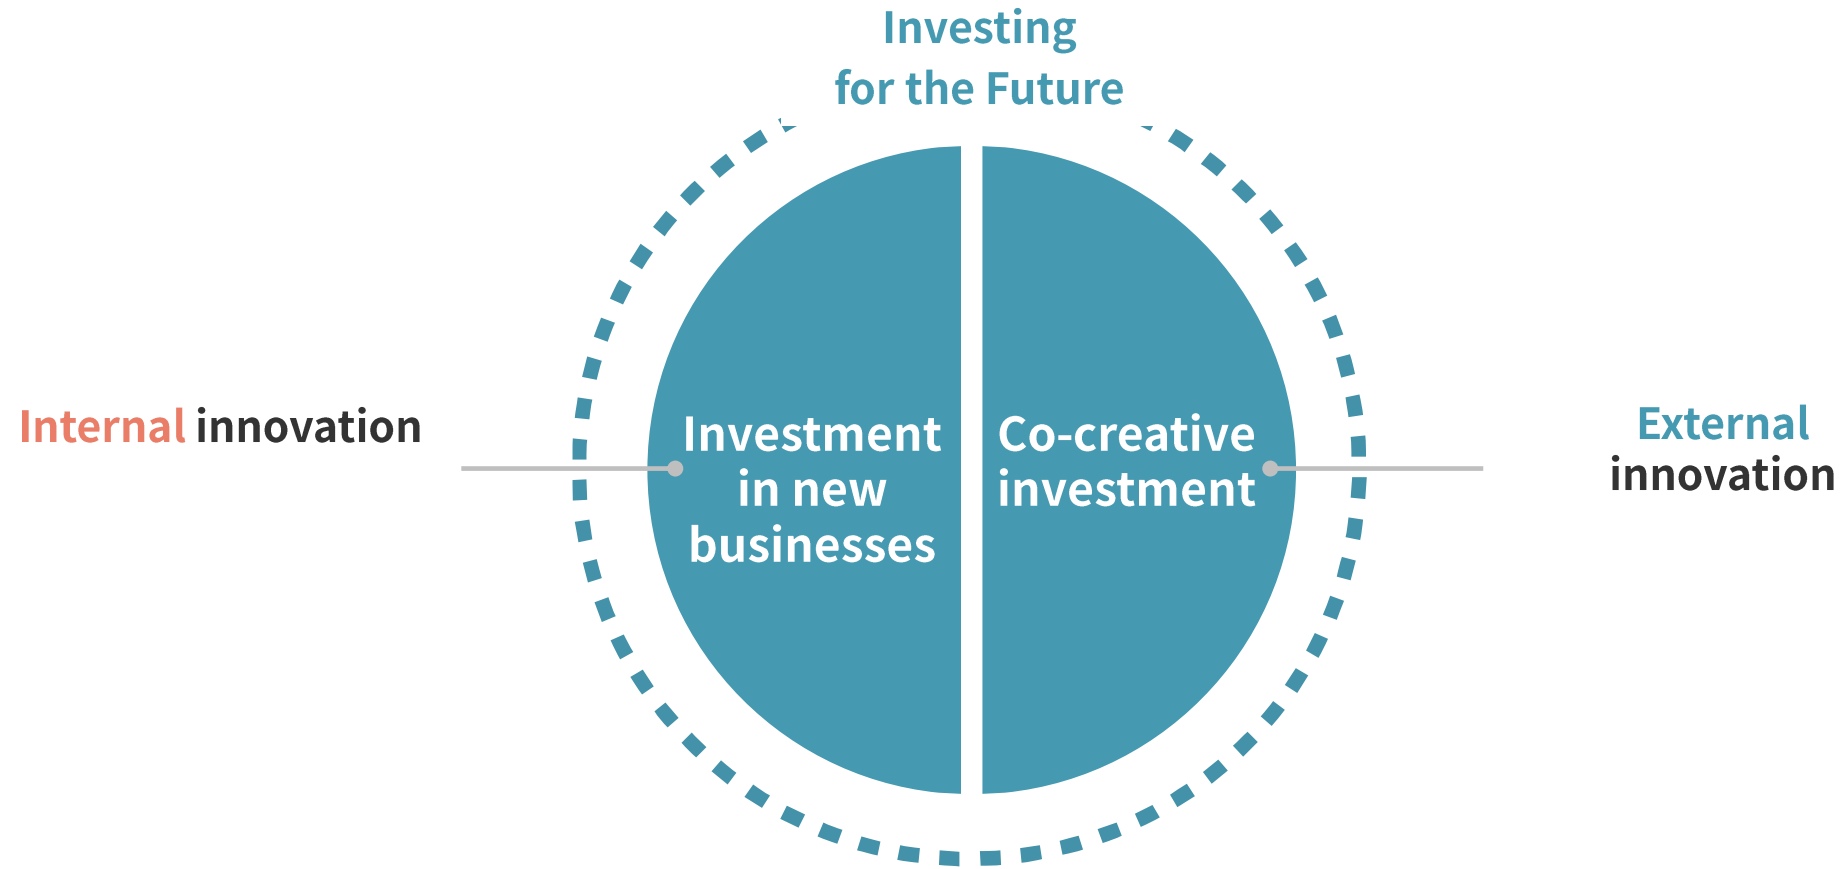 Investing
for the Future
Internal innovation
Investment
in new
businesses
Co-creative
investment
External
innovation